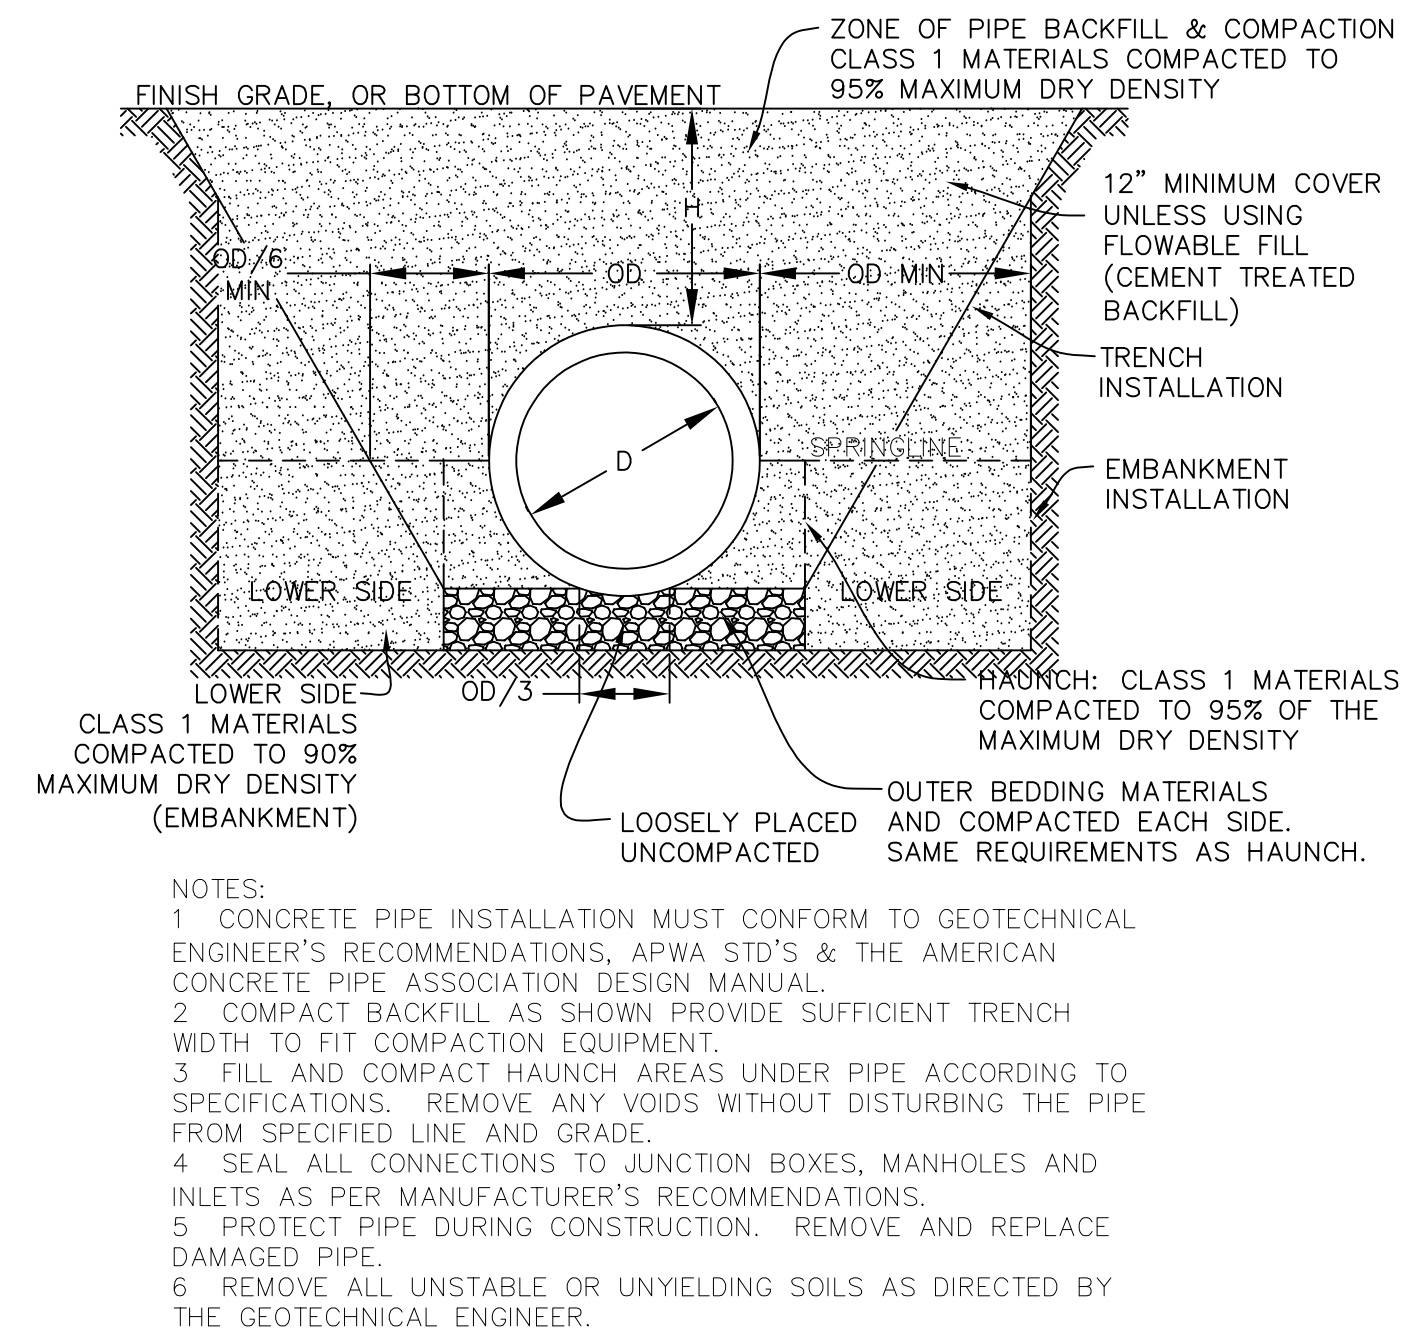 ZONE OF PIPE BACKFILL & COMPACTION
CLASS 1 MATERIALS COMPACTED TO
95% MAXIMUM DRY DENSITY
FINISH GRADE, OR BOTTOM OF PAVEMENT
12" MINIMUM COVER
UNLESS USING
FLOWABLE FILL
(CEMENT TREATED
BACKFILL)
H
OD/6
MIN
OD
OD MIN
TRENCH
INSTALLATION
SPRINGLINE
D
EMBANKMENT
INSTALLATION
LOWER SIDE
LOWER SIDE
LOWER SIDE
CLASS 1 MATERIALS
COMPACTED TO 90%
MAXIMUM DRY DENSITY
(EMBANKMENT)
OD/3
HAUNCH: CLASS 1 MATERIALS
COMPACTED TO 95% OF THE
MAXIMUM DRY DENSITY
LOOSELY PLACED
UNCOMPACTED
OUTER BEDDING MATERIALS
AND COMPACTED EACH SIDE.
SAME REQUIREMENTS AS HAUNCH.
NOTES:
1 CONCRETE PIPE INSTALLATION MUST CONFORM TO GEOTECHNICAL
ENGINEER'S RECOMMENDATIONS, APWA STD'S & THE AMERICAN
CONCRETE PIPE ASSOCIATION DESIGN MANUAL.
2 COMPACT BACKFILL AS SHOWN PROVIDE SUFFICIENT TRENCH
WIDTH TO FIT COMPACTION EQUIPMENT.
3 FILL AND COMPACT HAUNCH AREAS UNDER PIPE ACCORDING TO
SPECIFICATIONS. REMOVE ANY VOIDS WITHOUT DISTURBING THE PIPE
FROM SPECIFIED LINE AND GRADE.
4 SEAL ALL CONNECTIONS TO JUNCTION BOXES, MANHOLES AND
INLETS AS PER MANUFACTURER'S RECOMMENDATIONS.
5 PROTECT PIPE DURING CONSTRUCTION. REMOVE AND REPLACE
DAMAGED PIPE.
6 REMOVE ALL UNSTABLE OR UNYIELDING SOILS AS DIRECTED BY
THE GEOTECHNICAL ENGINEER.